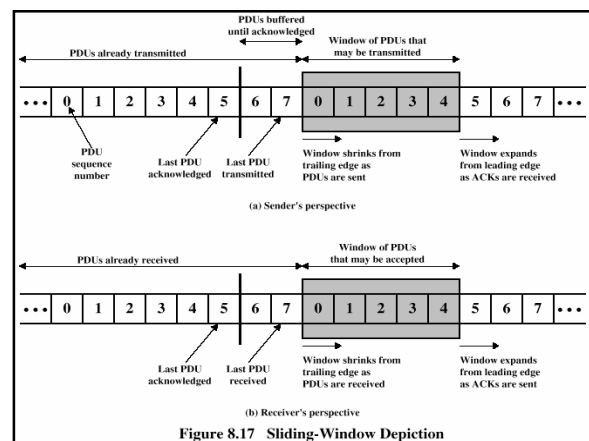 PDUs buffered
until acknowledged
Window of PDUs that
may be transmitted
PDUs already transmitted
••• 0 1 2 3 4 5 6 7 0 1 2 3 4 5 6 7 •••
PDU
sequence
number
Last PDU
acknowledged
Last PDU
transmitted
Window shrinks from
trailing edge as
PDUs are sent
Window expands
from leading edge
as ACKs are received
(a) Sender's perspective
Window of PDUs
that may be accepted
PDUs already received
••• 0 1 2 3 4 5 6 7 0 1 2 3 4 5 6 7 •••
Last PDU
acknowledged
Last PDU
received
Window shrinks from
trailing edge as
PDUs are received
Window expands
from leading edge
as ACKs are sent
(b) Receiver's perspective
Figure 8.17 Sliding-Window Depiction